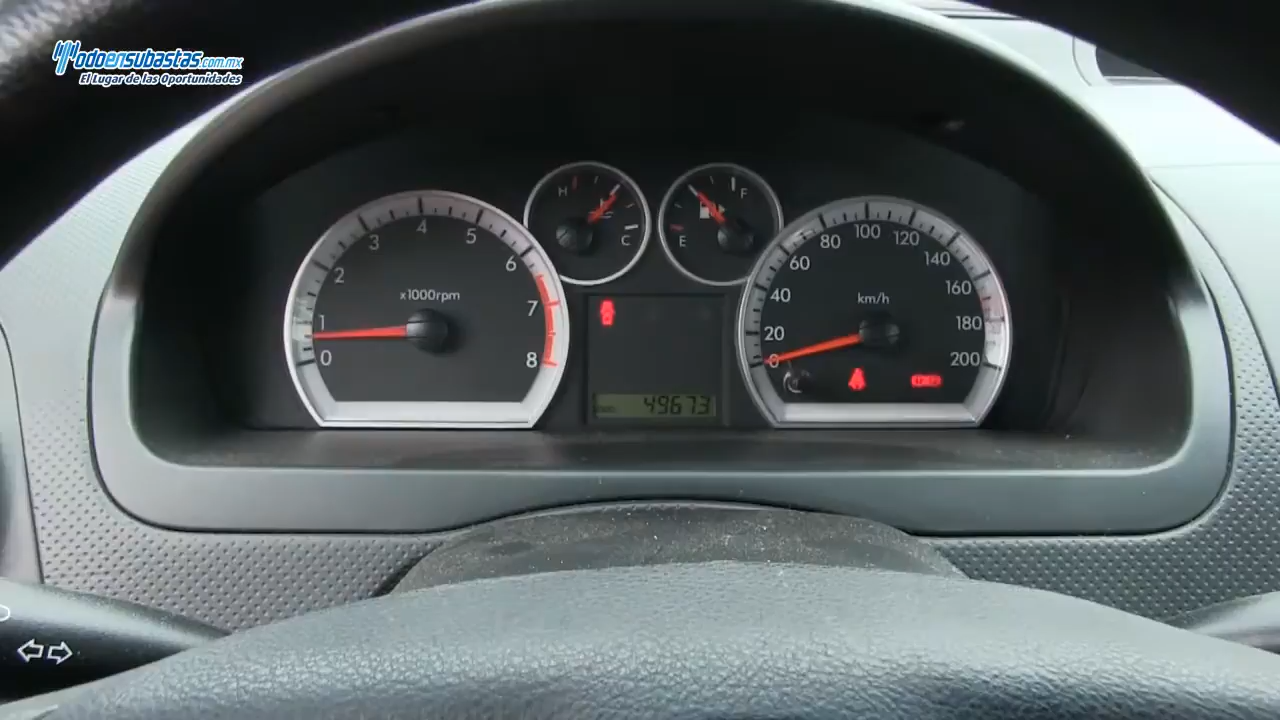 todoensubastas.com.mx
El Lugar de las Oportunidades
0 1 2 3 4 5 6 7 8
x1000rpm
H C
E F
49673
0 20 40 60 80 100 120 140 160 180 200
km/h